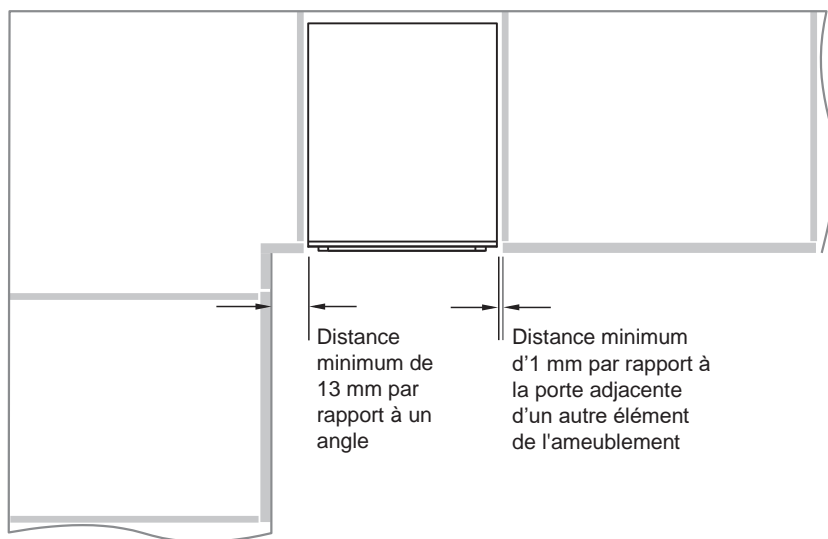 Distance
minimum de
13 mm par
rapport à un
angle
Distance minimum
d’1 mm par rapport à
la porte adjacente
d’un autre élément
de l'ameublement